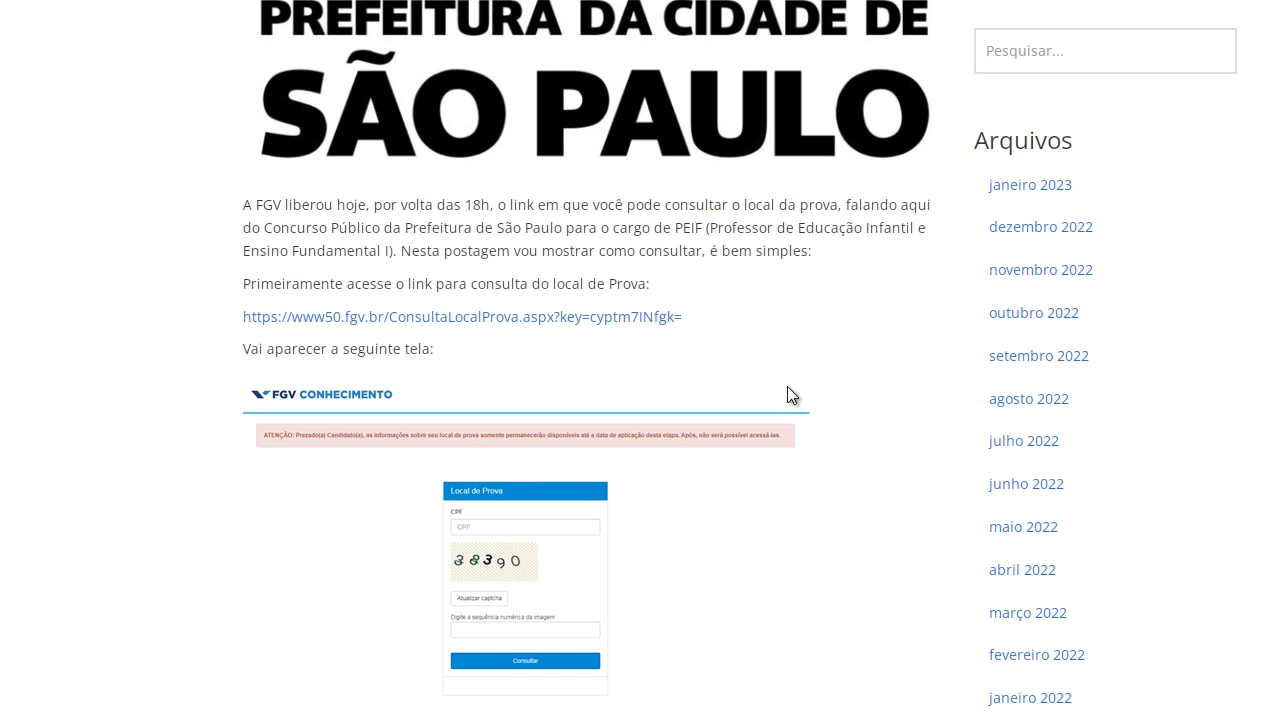 PREFEITURA DA CIDADE DE
SÃO PAULO
A FGV liberou hoje, por volta das 18h, o link em que você pode consultar o local da prova, falando aqui
do Concurso Público da Prefeitura de São Paulo para o cargo de PEIF (Professor de Educação Infantil e
Ensino Fundamental I). Nesta postagem vou mostrar como consultar, é bem simples:
Primeiramente acesse o link para consulta do local de Prova:
https://www50.fgv.br/ConsultaLocalProva.aspx?key=cyptm7INfgk=
Vai aparecer a seguinte tela:
FGV CONHECIMENTO
ATENÇÃO: Prezado(a) Candidato(a), as informações sobre seu local de prova somente permanecerão disponíveis até a data de aplicação desta etapa. Após, não será possível acessá-las.
Local de Prova
CPF
CPF
38390
Atualizar captcha
Digite a sequência numérica da imagem
Consultar
Pesquisar...
Arquivos
janeiro 2023
dezembro 2022
novembro 2022
outubro 2022
setembro 2022
agosto 2022
julho 2022
junho 2022
maio 2022
abril 2022
março 2022
fevereiro 2022
janeiro 2022